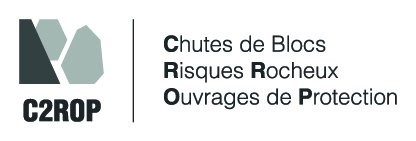 C2ROP
Chutes de Blocs
Risques Rocheux
Ouvrages de Protection